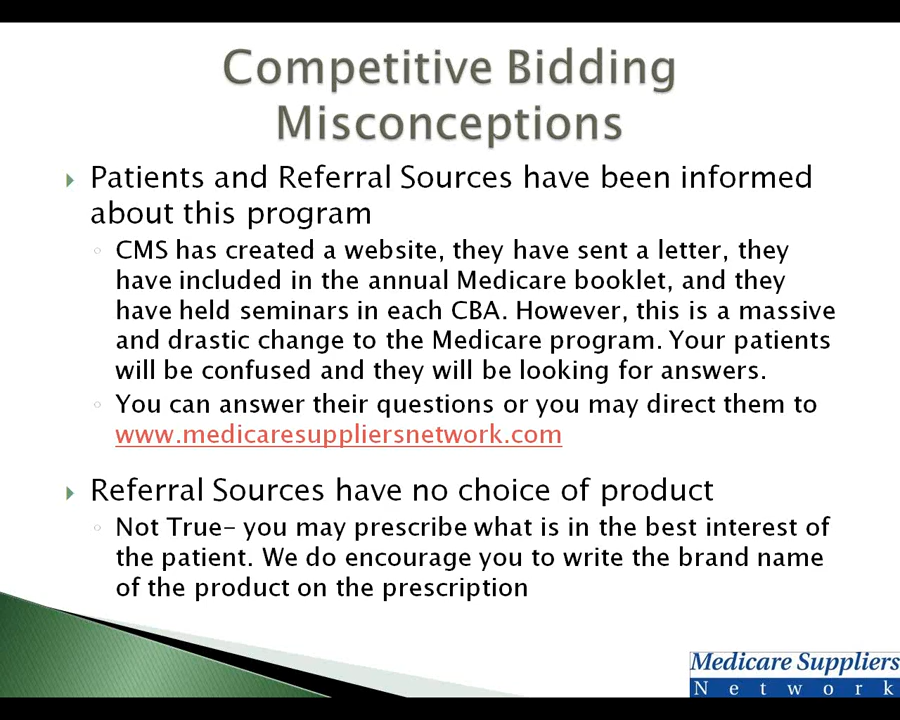 Competitive Bidding
Misconceptions
Patients and Referral Sources have been informed
about this program
CMS has created a website, they have sent a letter, they
have included in the annual Medicare booklet, and they
have held seminars in each CBA. However, this is a massive
and drastic change to the Medicare program. Your patients
will be confused and they will be looking for answers.
You can answer their questions or you may direct them to
www.medicaresuppliersnetwork.com
Referral Sources have no choice of product
Not True– you may prescribe what is in the best interest of
the patient. We do encourage you to write the brand name
of the product on the prescription
Medicare Suppliers
Network